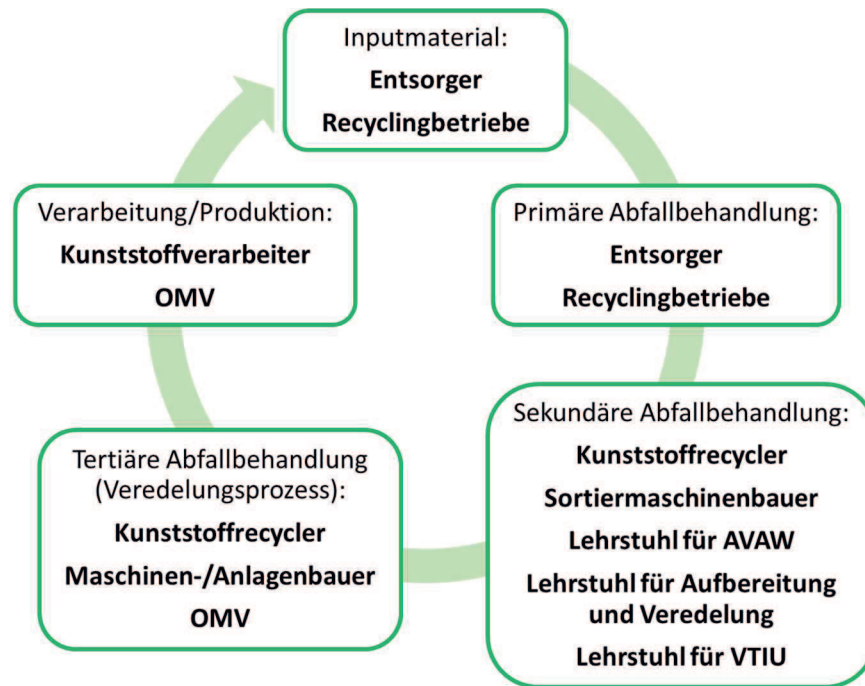 Inputmaterial:
Entsorger
Recyclingbetriebe
Primäre Abfallbehandlung:
Entsorger
Recyclingbetriebe
Sekundäre Abfallbehandlung:
Kunststoffrecycler
Sortiermaschinenbauer
Lehrstuhl für AVAW
Lehrstuhl für Aufbereitung
und Veredelung
Lehrstuhl für VTIU
Tertiäre Abfallbehandlung
(Veredelungsprozess):
Kunststoffrecycler
Maschinen-/Anlagenbauer
OMV
Verarbeitung/Produktion:
Kunststoffverarbeiter
OMV